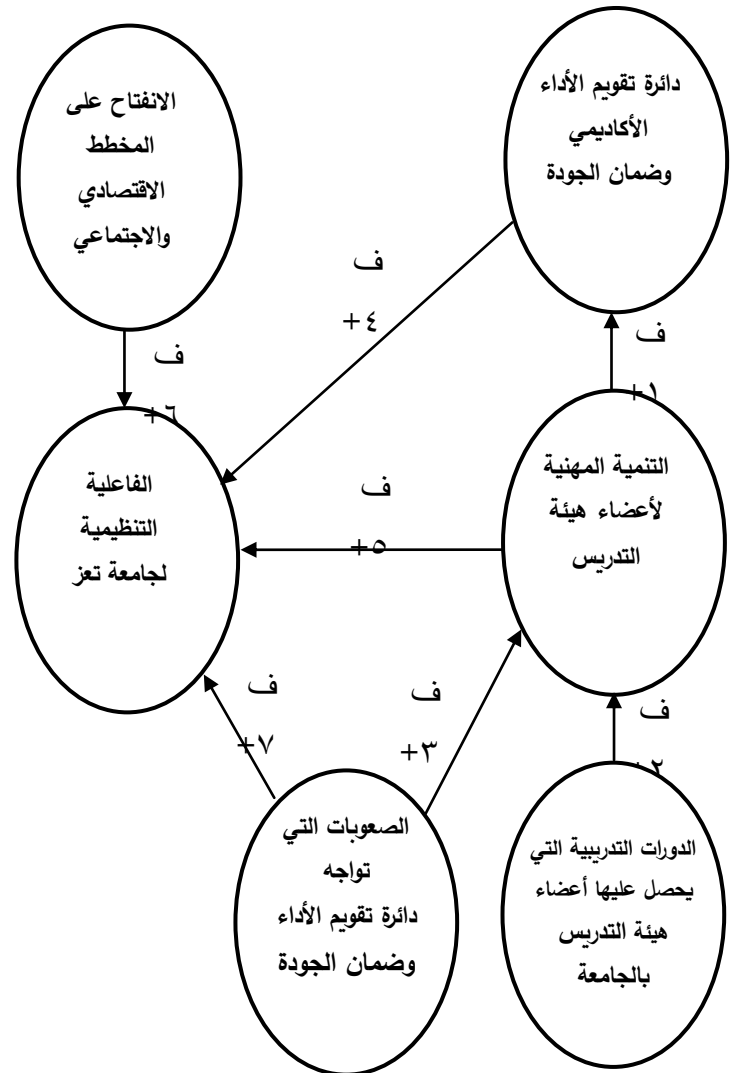 دائرة تقويم الأداء
الأكاديمي
وضمان الجودة
الانفتاح على
المخطط
الاقتصادي
والاجتماعي
ف
+٤
ف
+١
ف
+٦
التنمية المهنية
لأعضاء هيئة
التدريس
الفاعلية
التنظيمية
لجامعة تعز
ف
+٥
ف
+٢
ف
+٣
ف
+٧
الدورات التدريبية التي
يحصل عليها أعضاء
هيئة التدريس
بالجامعة
الصعوبات التي
تواجه
دائرة تقويم الأداء
وضمان الجودة